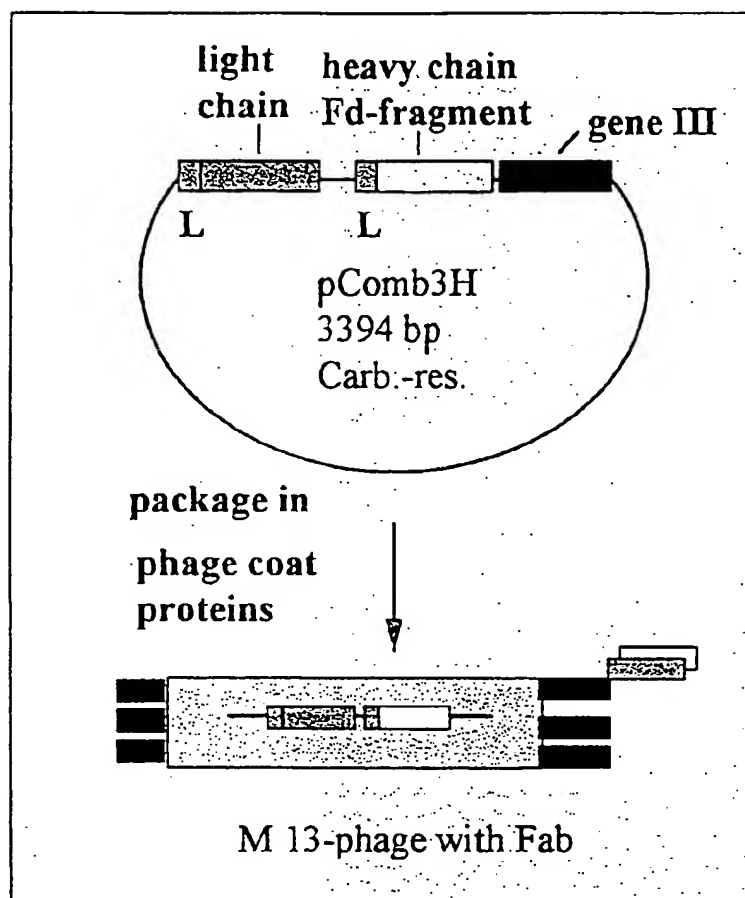 light
chain
heavy chain
Fd-fragment
gene III
L
L
pComb3H
3394 bp
Carb.-res.
package in
phage coat
proteins
M 13-phage with Fab